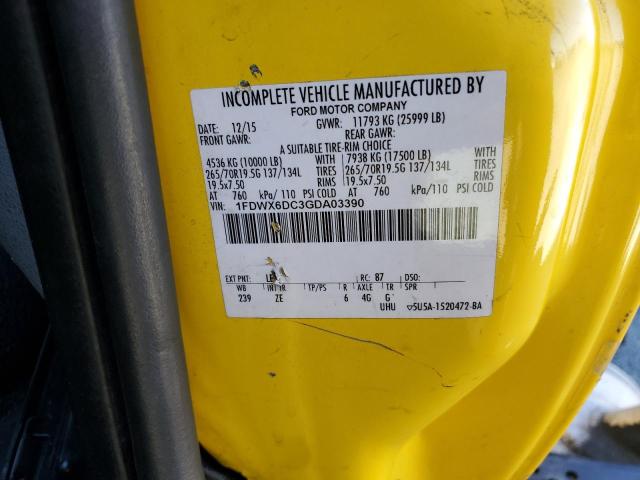 INCOMPLETE VEHICLE MANUFACTURED BY
FORD MOTOR COMPANY
DATE: 12/15 GVWR: 11793 KG (25999 LB)
FRONT GAWR: REAR GAWR:
A SUITABLE TIRE-RIM CHOICE
4536 KG (10000 LB) WITH 7938 KG (17500 LB) WITH
265/70R19.5G 137/134L TIRES 265/70R19.5G 137/134L TIRES
19.5x7.50 RIMS 19.5x7.50 RIMS
AT 760 kPa/ 110 PSI COLD AT 760 kPa/ 110 PSI COLD
VIN: 1FDWX6DC3GDA03390
EXT PNT: RC: 87 DSO:
WB INT TR TP/PS R AXLE TR SPR
239 ZE 6 4G G
UHU 5U5A-1520472-BA